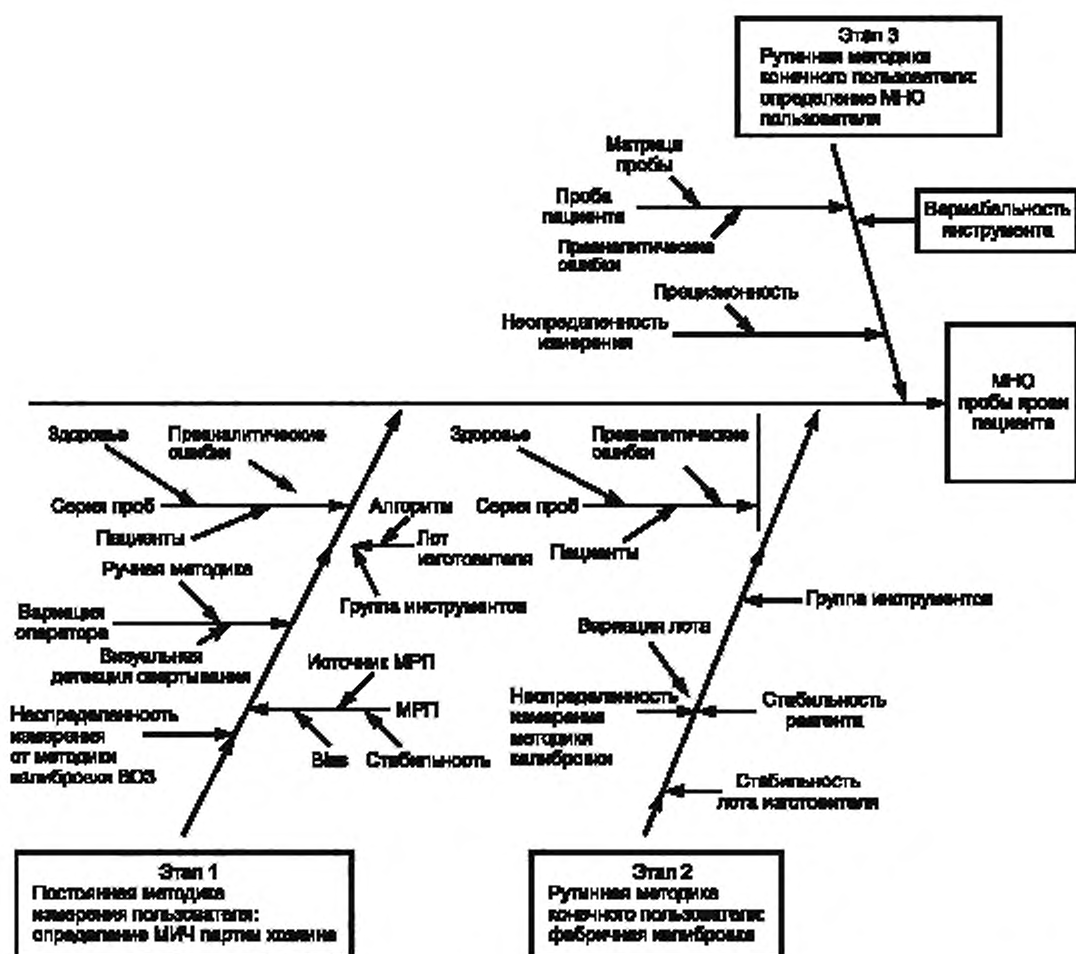 Этап 3
Рутинная методика
конечного пользователя:
определение МНО
пользователя
Матрица
пробы
Проба
пациента
Преаналитические
ошибки
Вариабальность
инструмента
Прецизионность
Неопределенность
измерения
МНО
пробы крови
пациента
Здоровье
Преаналитические
ошибки
Серия проб
Пациенты
Алгоритм
Лот
изготовителя
Группа инструментов
Ручная методика
Вариация
оператора
Визуальная
детекция свертывания
Источник МРП
МРП
Bias
Стабильность
Неопределенность
измерения
от методики
калибровки ВОЗ
Здоровье
Преаналитические
ошибки
Серия проб
Пациенты
Группа инструментов
Вариация лота
Неопределенность
измерения
методики
калибровки
Стабильность
реагента
Стабильность
лота изготовителя
Этап 1
Постоянная методика
измерения пользователя:
определение МИЧ партии хозяина
Этап 2
Рутинная методика
конечного пользователя:
фабричная калибровка